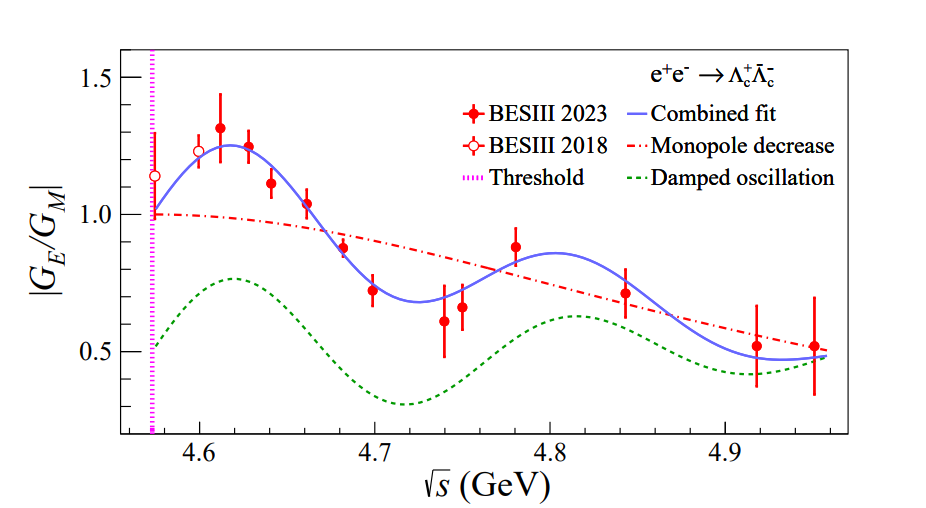 e⁺e⁻ → Λ_c⁺Λ̄_c⁻
BESIII 2023
Combined fit
BESIII 2018
Monopole decrease
Threshold
Damped oscillation
|G_E/G_M|
1.5
1.0
0.5
4.6
4.7
4.8
4.9
√s (GeV)